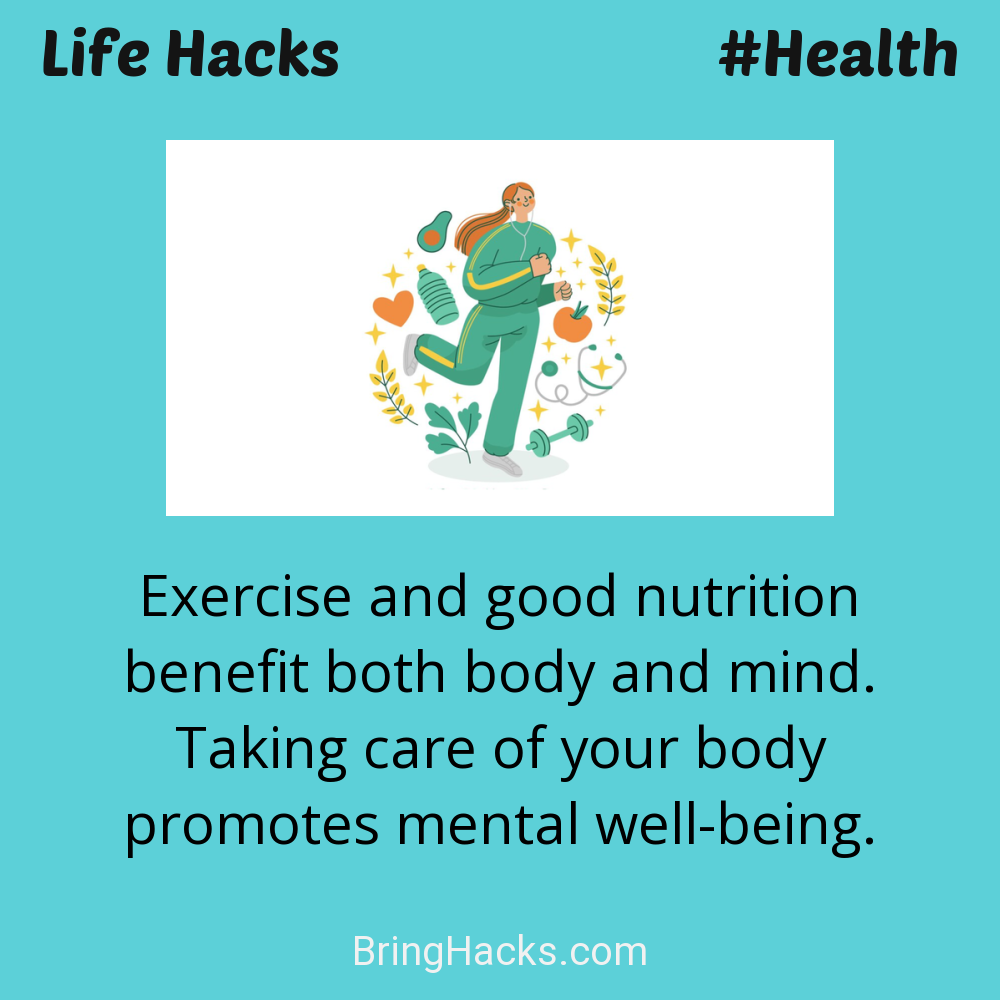 Life Hacks
#Health
Exercise and good nutrition
benefit both body and mind.
Taking care of your body
promotes mental well-being.
BringHacks.com